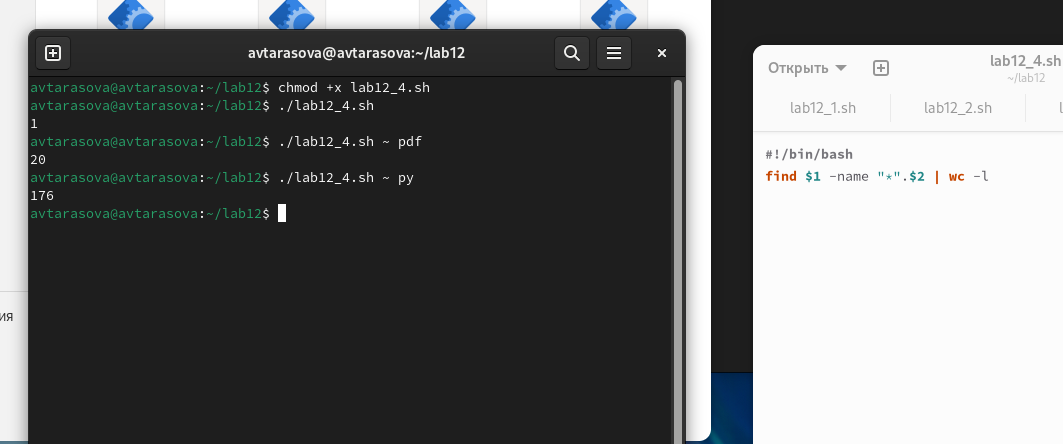 avtarasova@avtarasova:~/lab12
avtarasova@avtarasova:~/lab12$ chmod +x lab12_4.sh
avtarasova@avtarasova:~/lab12$ ./lab12_4.sh
1
avtarasova@avtarasova:~/lab12$ ./lab12_4.sh ~ pdf
20
avtarasova@avtarasova:~/lab12$ ./lab12_4.sh ~ py
176
avtarasova@avtarasova:~/lab12$
ия
Открыть
lab12_4.sh
~/lab12
lab12_1.sh
lab12_2.sh
#!/bin/bash
find $1 -name "*".$2 | wc -l